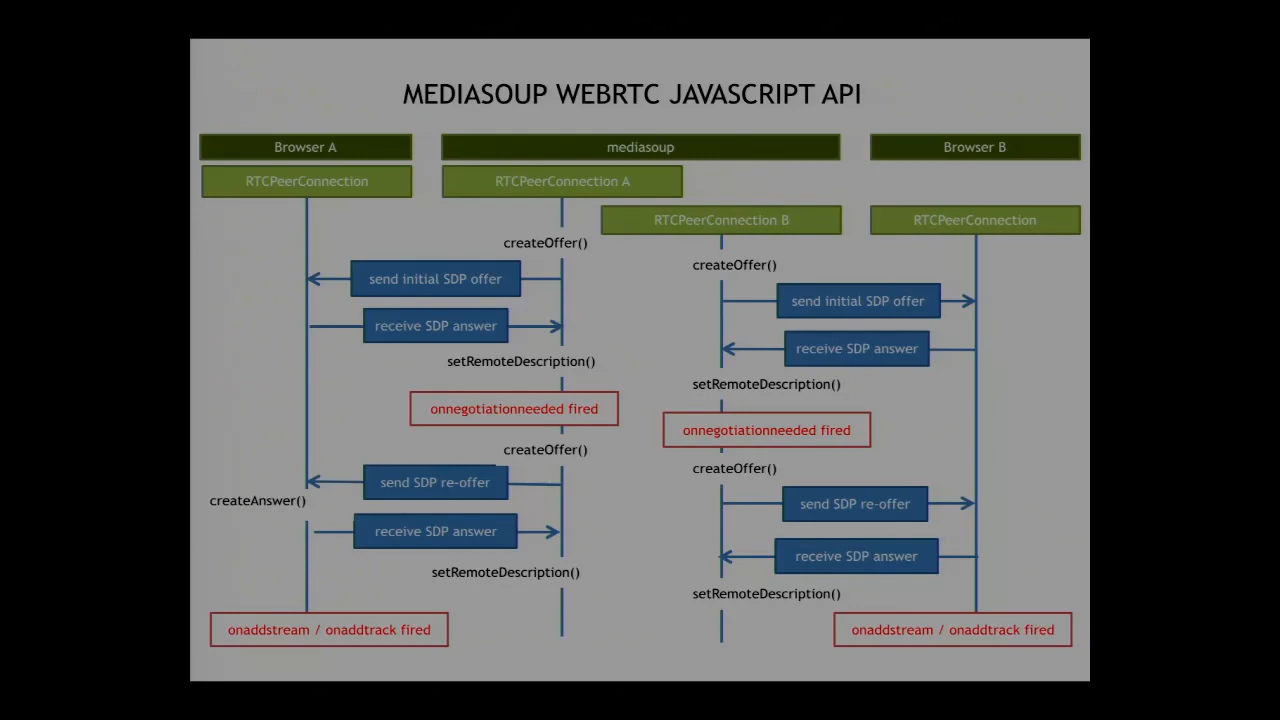 MEDIASOUP WEBRTC JAVASCRIPT API
Browser A
mediasoup
Browser B
RTCPeerConnection
RTCPeerConnection A
RTCPeerConnection B
RTCPeerConnection
createOffer()
createOffer()
send initial SDP offer
send initial SDP offer
receive SDP answer
receive SDP answer
setRemoteDescription()
setRemoteDescription()
onnegotiationneeded fired
onnegotiationneeded fired
createOffer()
createOffer()
send SDP re-offer
createAnswer()
send SDP re-offer
receive SDP answer
receive SDP answer
setRemoteDescription()
setRemoteDescription()
onaddstream / onaddtrack fired
onaddstream / onaddtrack fired